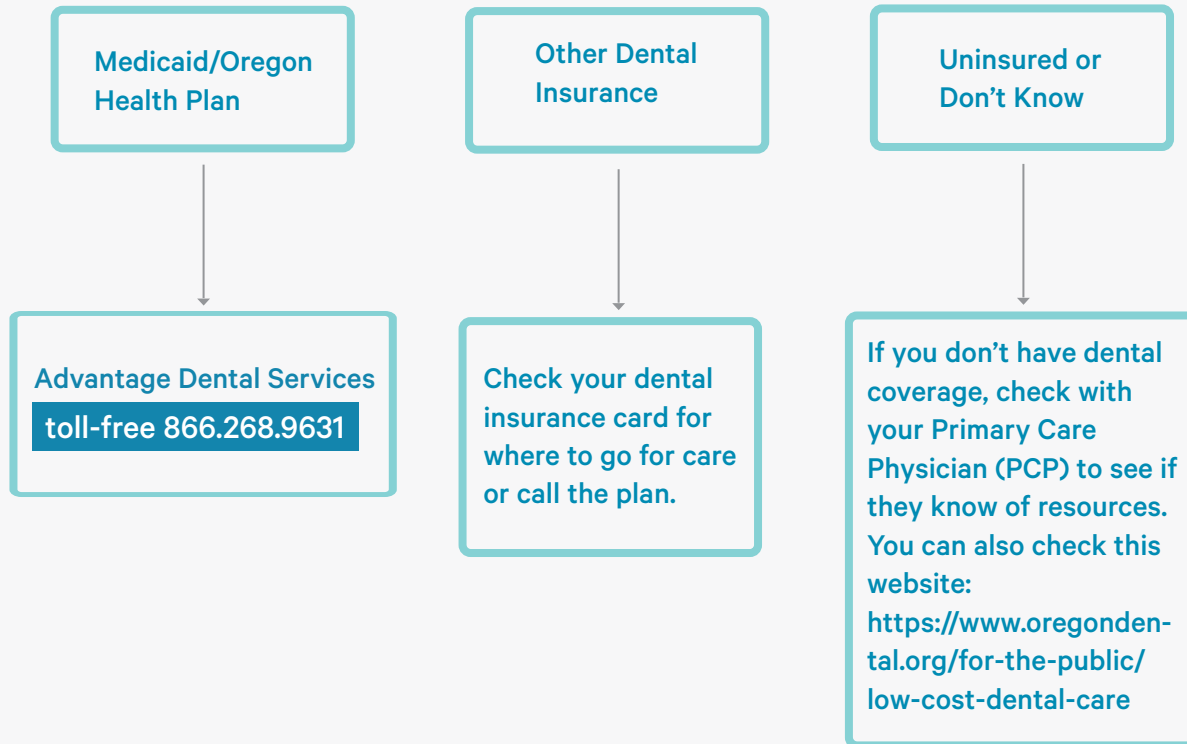 Medicaid/Oregon
Health Plan
Other Dental
Insurance
Uninsured or
Don’t Know
Advantage Dental Services
toll-free 866.268.9631
Check your dental
insurance card for
where to go for care
or call the plan.
If you don’t have dental
coverage, check with
your Primary Care
Physician (PCP) to see if
they know of resources.
You can also check this
website:
https://www.oregonden-
tal.org/for-the-public/
low-cost-dental-care